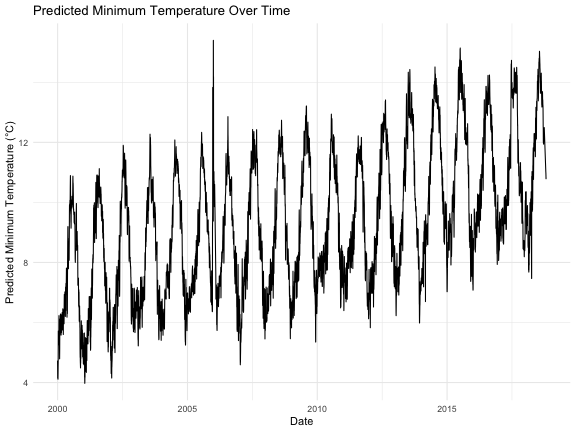 Predicted Minimum Temperature Over Time
Predicted Minimum Temperature (°C)
12
8
4
2000
2005
2010
2015
Date